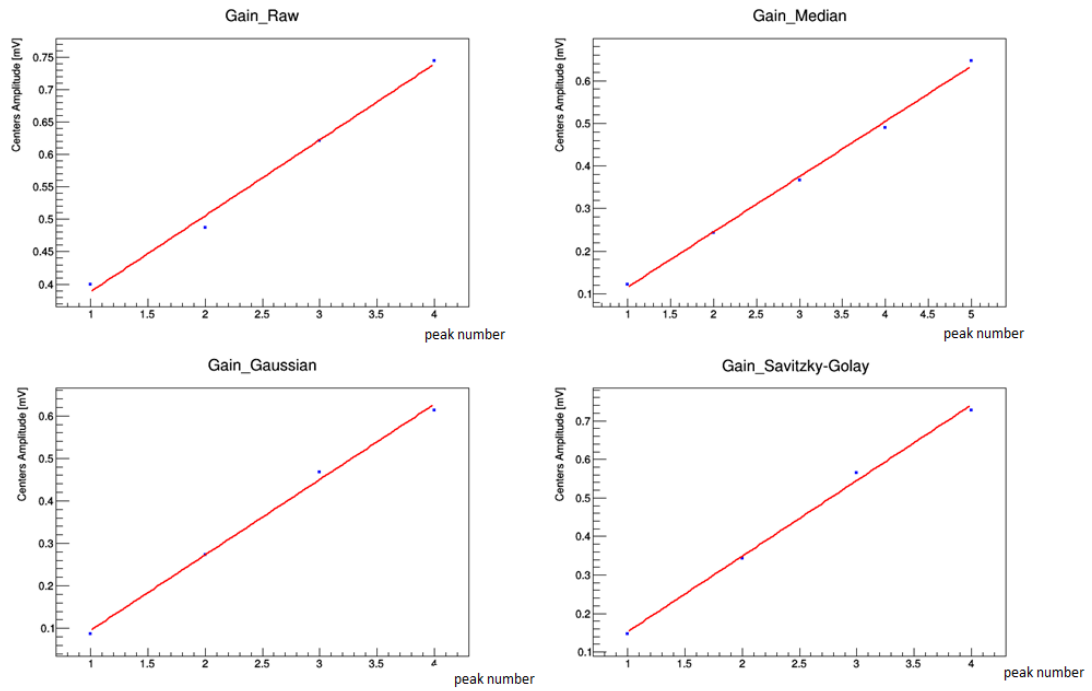 Gain_Raw
Centers Amplitude [mV]
0.75
0.7
0.65
0.6
0.55
0.5
0.45
0.4
1 1.5 2 2.5 3 3.5 4
peak number
Gain_Median
Centers Amplitude [mV]
0.6
0.5
0.4
0.3
0.2
0.1
1 1.5 2 2.5 3 3.5 4 4.5 5
peak number
Gain_Gaussian
Centers Amplitude [mV]
0.6
0.5
0.4
0.3
0.2
0.1
1 1.5 2 2.5 3 3.5 4
peak number
Gain_Savitzky-Golay
Centers Amplitude [mV]
0.7
0.6
0.5
0.4
0.3
0.2
0.1
1 1.5 2 2.5 3 3.5 4
peak number